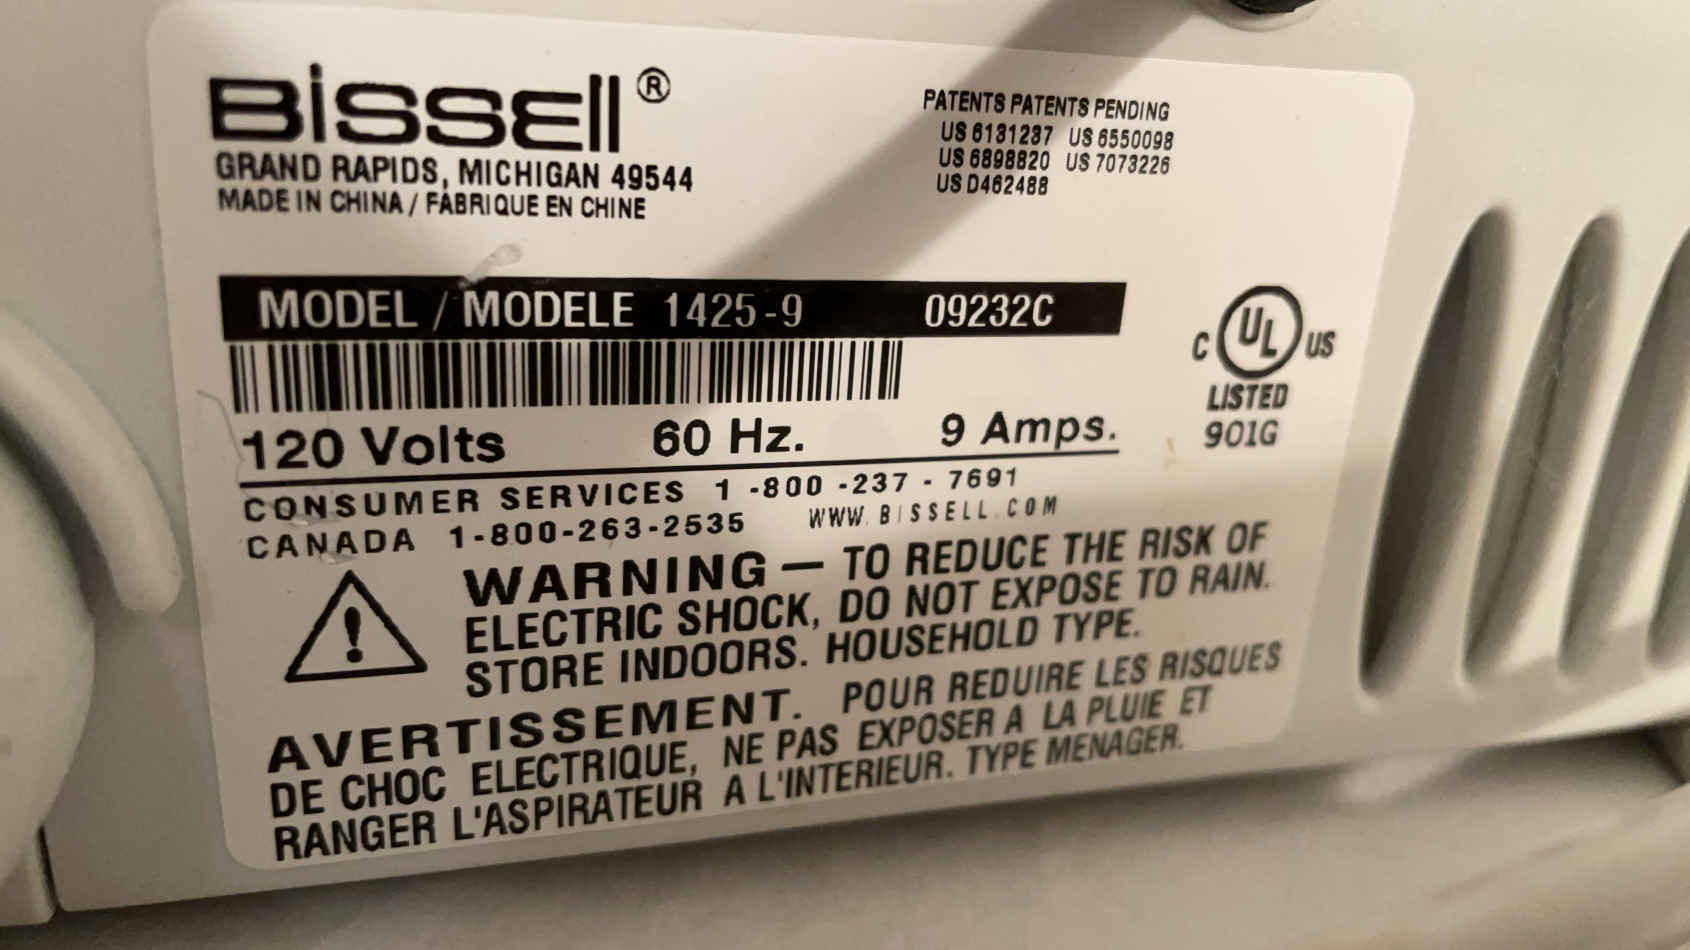 BISSELL®
GRAND RAPIDS, MICHIGAN 49544
MADE IN CHINA / FABRIQUE EN CHINE
PATENTS PATENTS PENDING
US 6131237 US 6550098
US 6898820 US 7073226
US D462488
MODEL / MODELE 1425-9 09232C
C UL US
LISTED
901G
120 Volts 60 Hz. 9 Amps.
CONSUMER SERVICES 1 -800 -237 - 7691
CANADA 1-800-263-2535 WWW.BISSELL.COM
WARNING — TO REDUCE THE RISK OF
ELECTRIC SHOCK, DO NOT EXPOSE TO RAIN.
STORE INDOORS. HOUSEHOLD TYPE.
AVERTISSEMENT. POUR REDUIRE LES RISQUES
DE CHOC ELECTRIQUE, NE PAS EXPOSER A LA PLUIE ET
RANGER L'ASPIRATEUR A L'INTERIEUR. TYPE MENAGER.